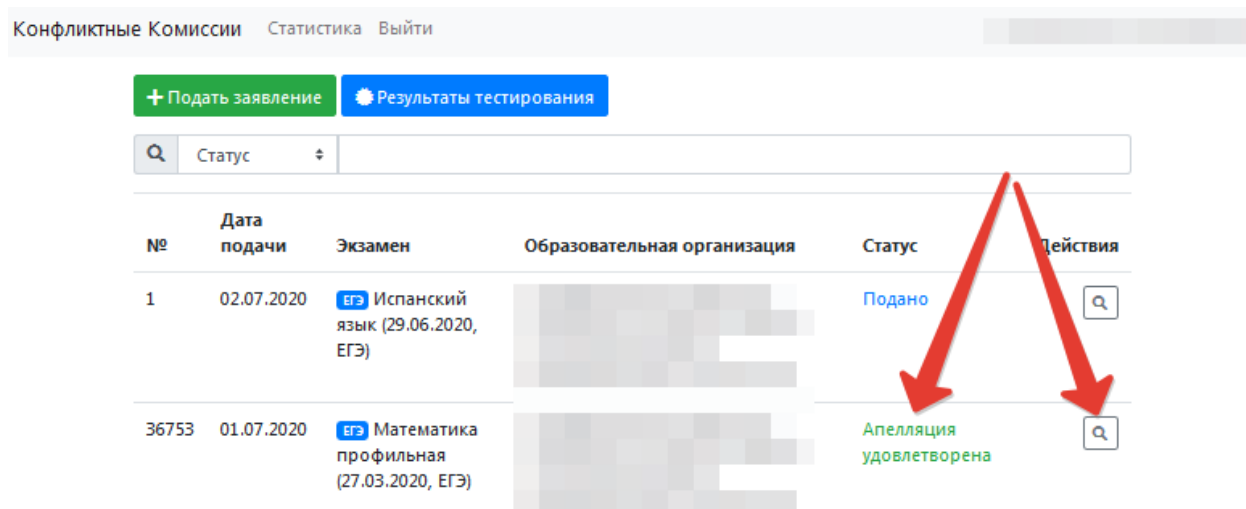 Конфликтные Комиссии Статистика Выйти
Подать заявление Результаты тестирования
Статус
№ Дата подачи Экзамен Образовательная организация Статус Действия
1 02.07.2020 ЕГЭ Испанский Подано
язык (29.06.2020,
ЕГЭ)
36753 01.07.2020 ЕГЭ Математика Апелляция
профильная удовлетворена
(27.03.2020, ЕГЭ)